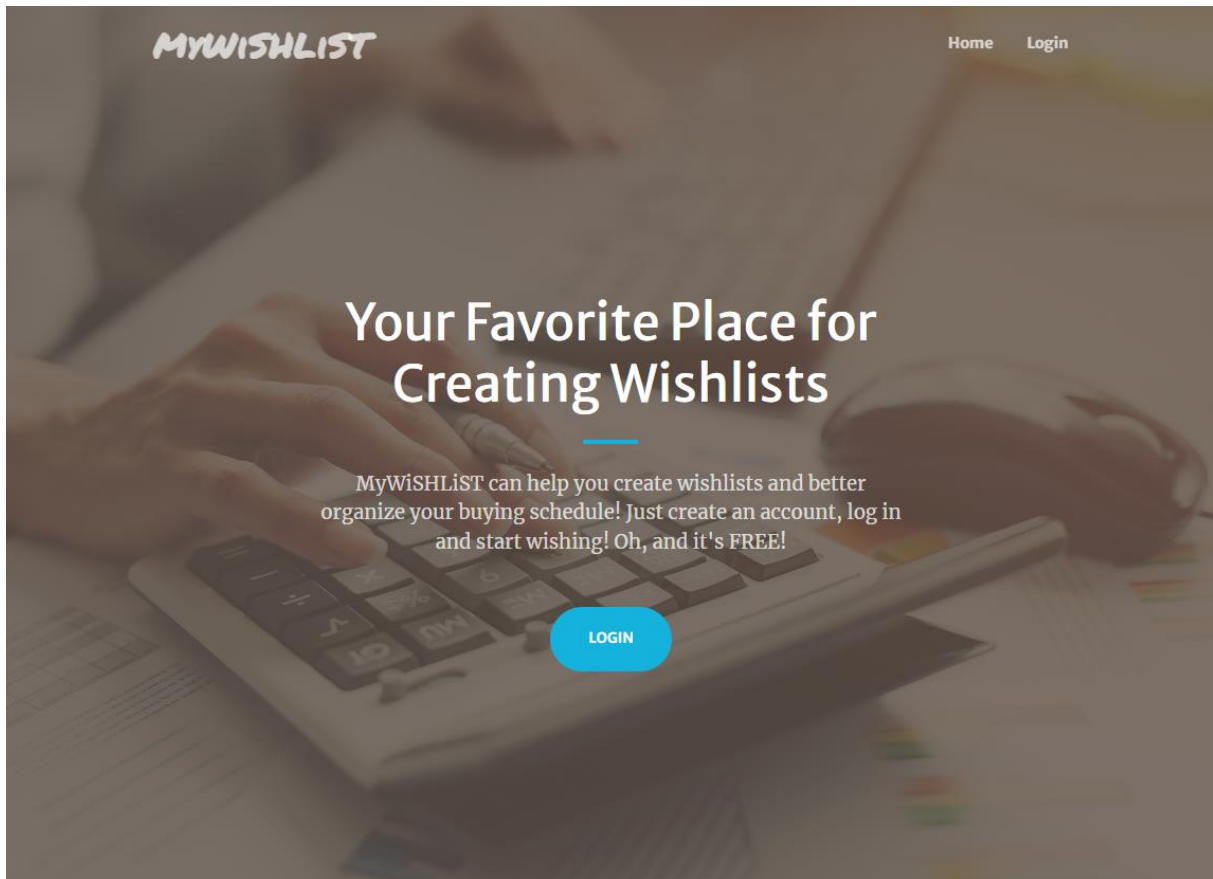 MYWiSHLiST
Home
Login
Your Favorite Place for
Creating Wishlists
MyWiSHLiST can help you create wishlists and better
organize your buying schedule! Just create an account, log in
and start wishing! Oh, and it's FREE!
LOGIN